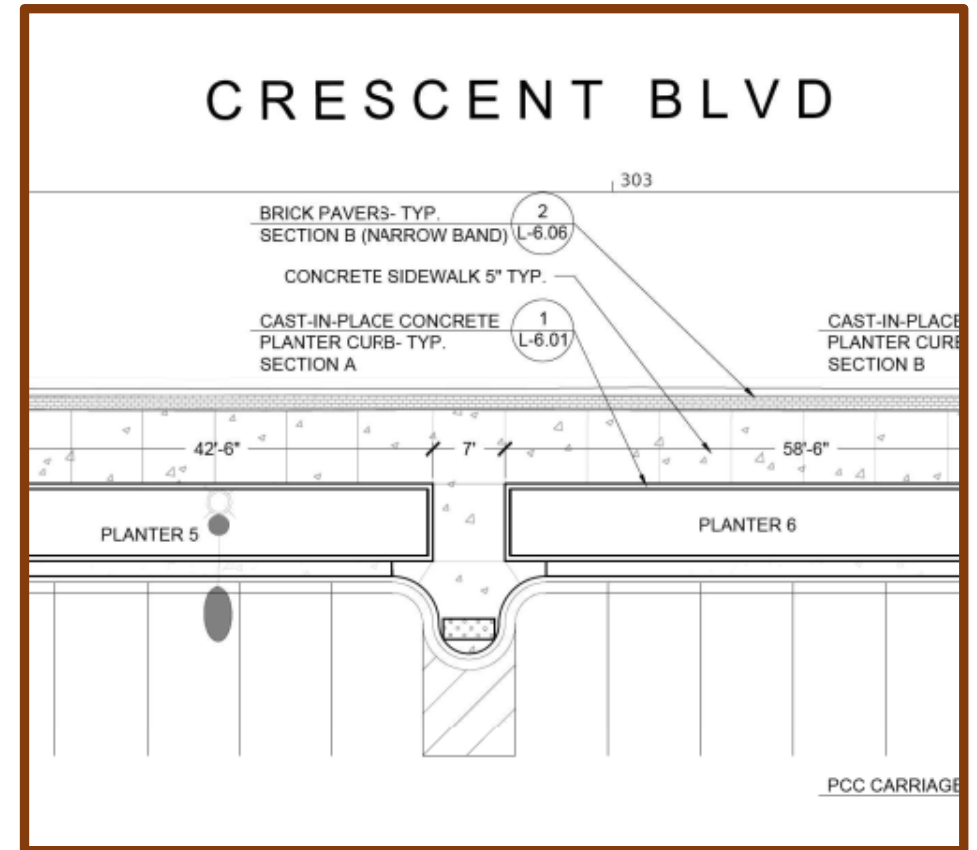 CRESCENT BLVD
303
BRICK PAVERS- TYP.
SECTION B (NARROW BAND)
2
L-6.06
CONCRETE SIDEWALK 5" TYP.
CAST-IN-PLACE CONCRETE
PLANTER CURB- TYP.
SECTION A
1
L-6.01
CAST-IN-PLACE
PLANTER CURB
SECTION B
42'-6"
7'
58'-6"
PLANTER 5
PLANTER 6
PCC CARRIAGE